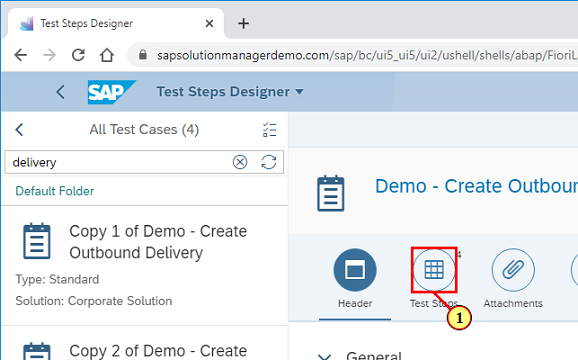 Test Steps Designer
sapsolutionmanagerdemo.com/sap/bc/ui5_ui5/ui2/ushell/shells/abap/FioriL
SAP
Test Steps Designer
All Test Cases (4)
delivery
Default Folder
Copy 1 of Demo - Create
Outbound Delivery
Type: Standard
Solution: Corporate Solution
Copy 2 of Demo - Create
Demo - Create Outboun
4
Header
Test Steps
Attachments
1
General